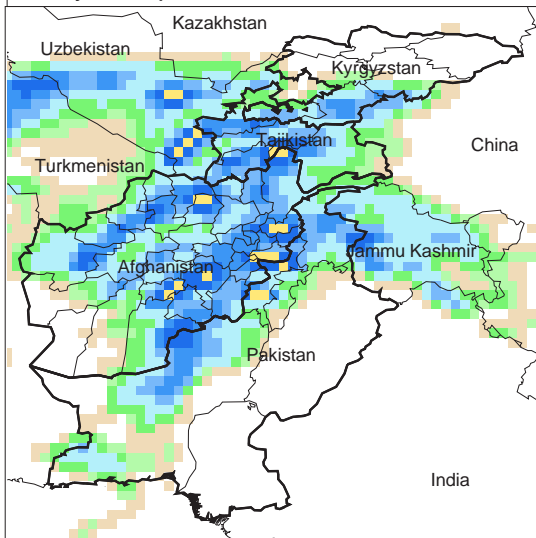 Kazakhstan
Uzbekistan
Kyrgyzstan
Tajikistan
China
Turkmenistan
Jammu Kashmir
Afghanistan
Pakistan
India